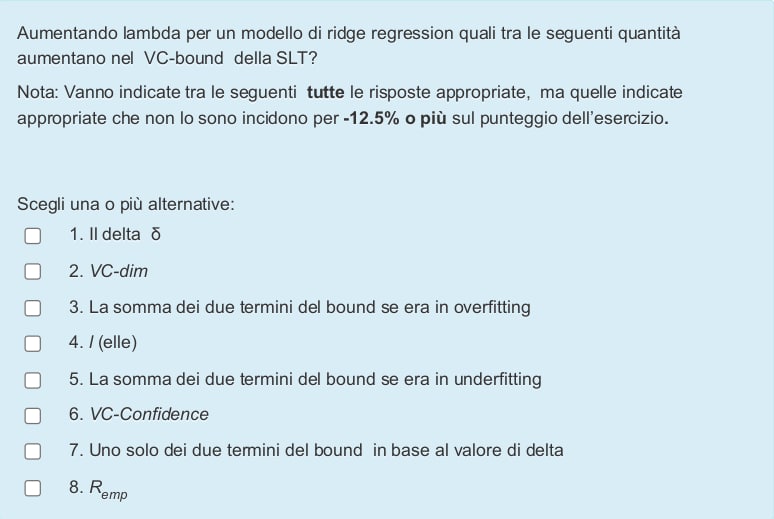 Aumentando lambda per un modello di ridge regression quali tra le seguenti quantità
aumentano nel VC-bound della SLT?
Nota: Vanno indicate tra le seguenti tutte le risposte appropriate, ma quelle indicate
appropriate che non lo sono incidono per -12.5% o più sul punteggio dell'esercizio.
Scegli una o più alternative:
1. Il delta δ
2. VC-dim
3. La somma dei due termini del bound se era in overfitting
4. l (elle)
5. La somma dei due termini del bound se era in underfitting
6. VC-Confidence
7. Uno solo dei due termini del bound in base al valore di delta
8. Remp